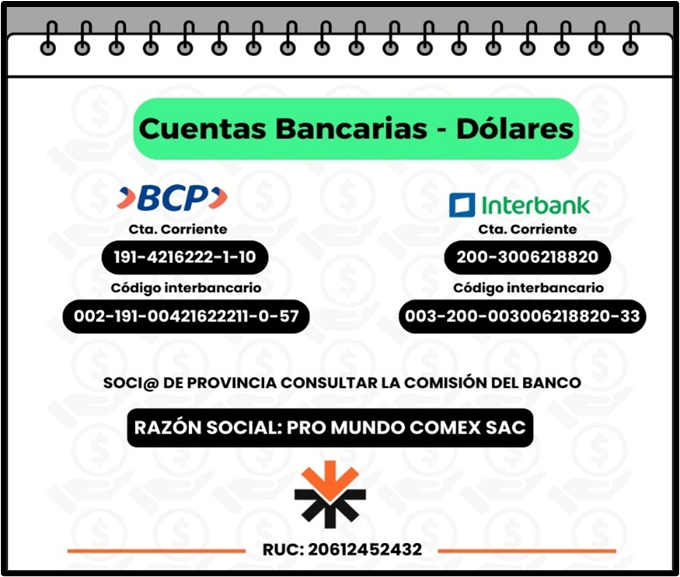 Cuentas Bancarias - Dólares
BCP
Cta. Corriente
191-4216222-1-10
Código interbancario
002-191-00421622211-0-57
Interbank
Cta. Corriente
200-3006218820
Código interbancario
003-200-003006218820-33
SOCI@ DE PROVINCIA CONSULTAR LA COMISIÓN DEL BANCO
RAZÓN SOCIAL: PRO MUNDO COMEX SAC
RUC: 20612452432